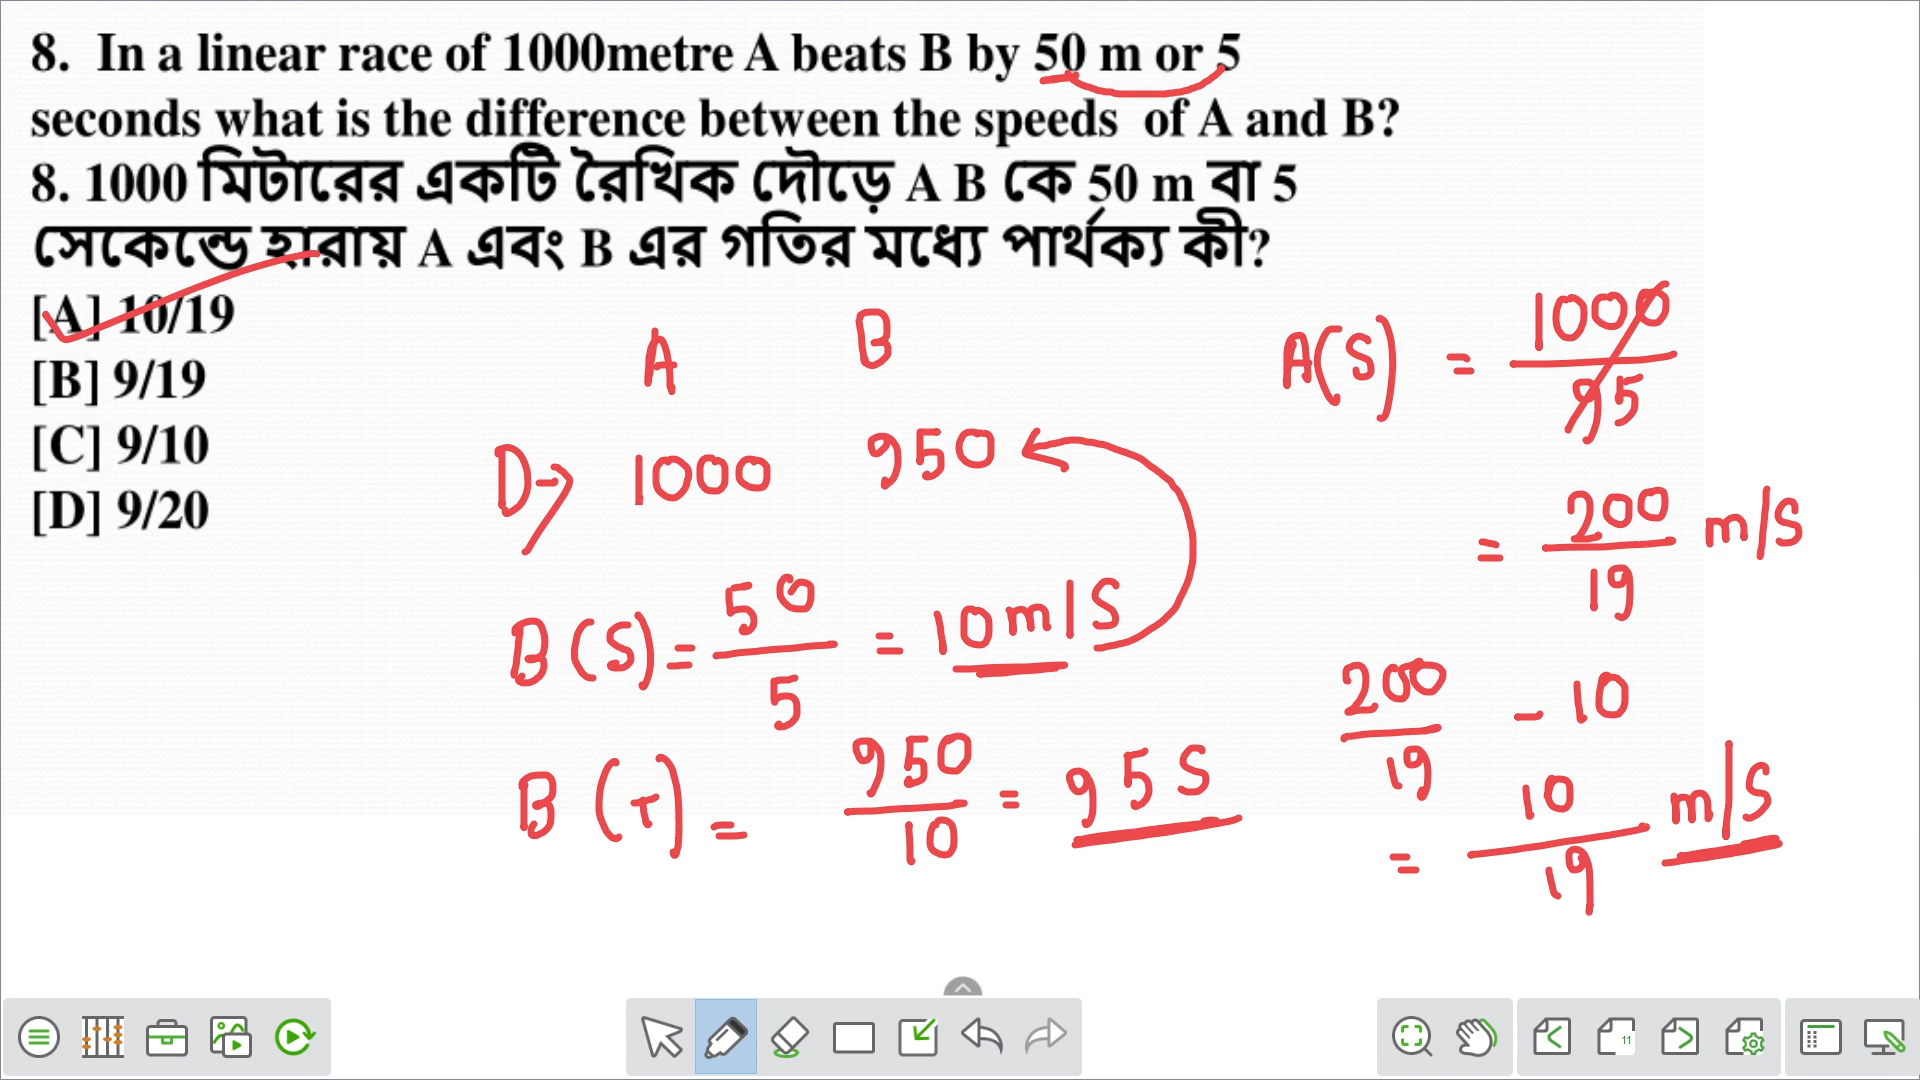 8. In a linear race of 1000metre A beats B by 50 m or 5
seconds what is the difference between the speeds of A and B?
8. 1000 মিটারের একটি রৈখিক দৌড়ে A B কে 50 m বা 5
সেকেন্ডে হারায় A এবং B এর গতির মধ্যে পার্থক্য কী?
[A] 10/19
[B] 9/19
[C] 9/10
[D] 9/20
A B
D→ 1000 950
B(S) = 50/5 = 10m/S
B(T) = 950/10 = 95 S
A(S) = 1000/95
= 200/19 m/S
200/19 - 10
= 10/19 m/S
11